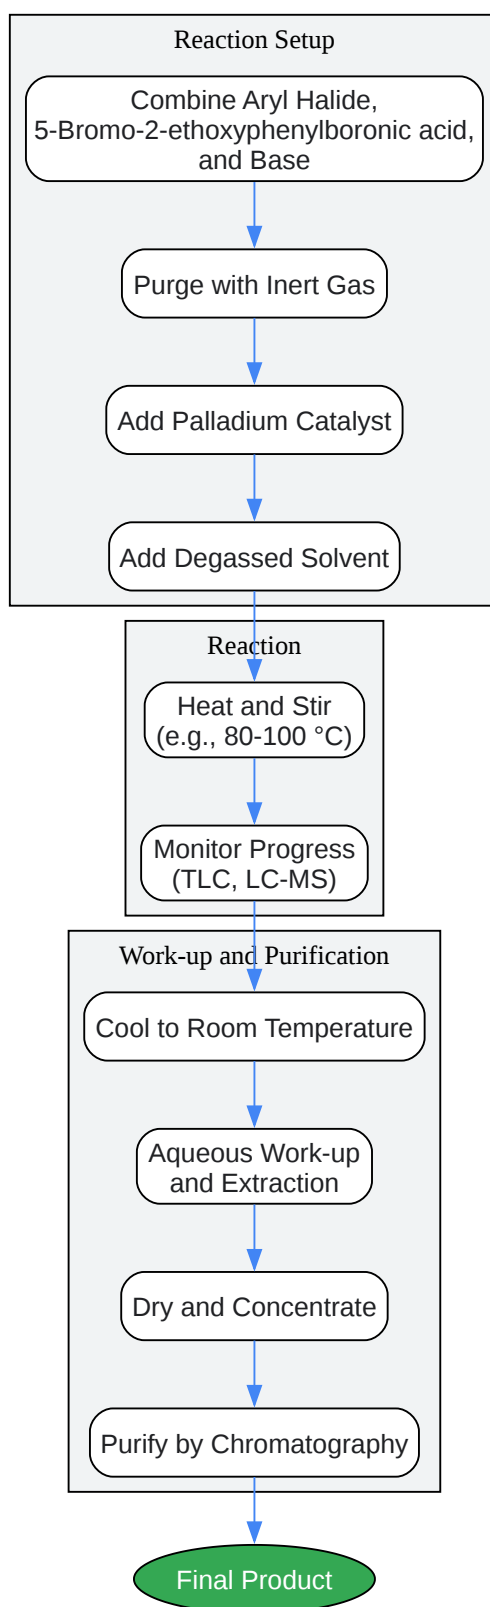 Reaction Setup
Combine Aryl Halide,
5-Bromo-2-ethoxyphenylboronic acid,
and Base
Purge with Inert Gas
Add Palladium Catalyst
Add Degassed Solvent
Reaction
Heat and Stir
(e.g., 80-100 °C)
Monitor Progress
(TLC, LC-MS)
Work-up and Purification
Cool to Room Temperature
Aqueous Work-up
and Extraction
Dry and Concentrate
Purify by Chromatography
Final Product